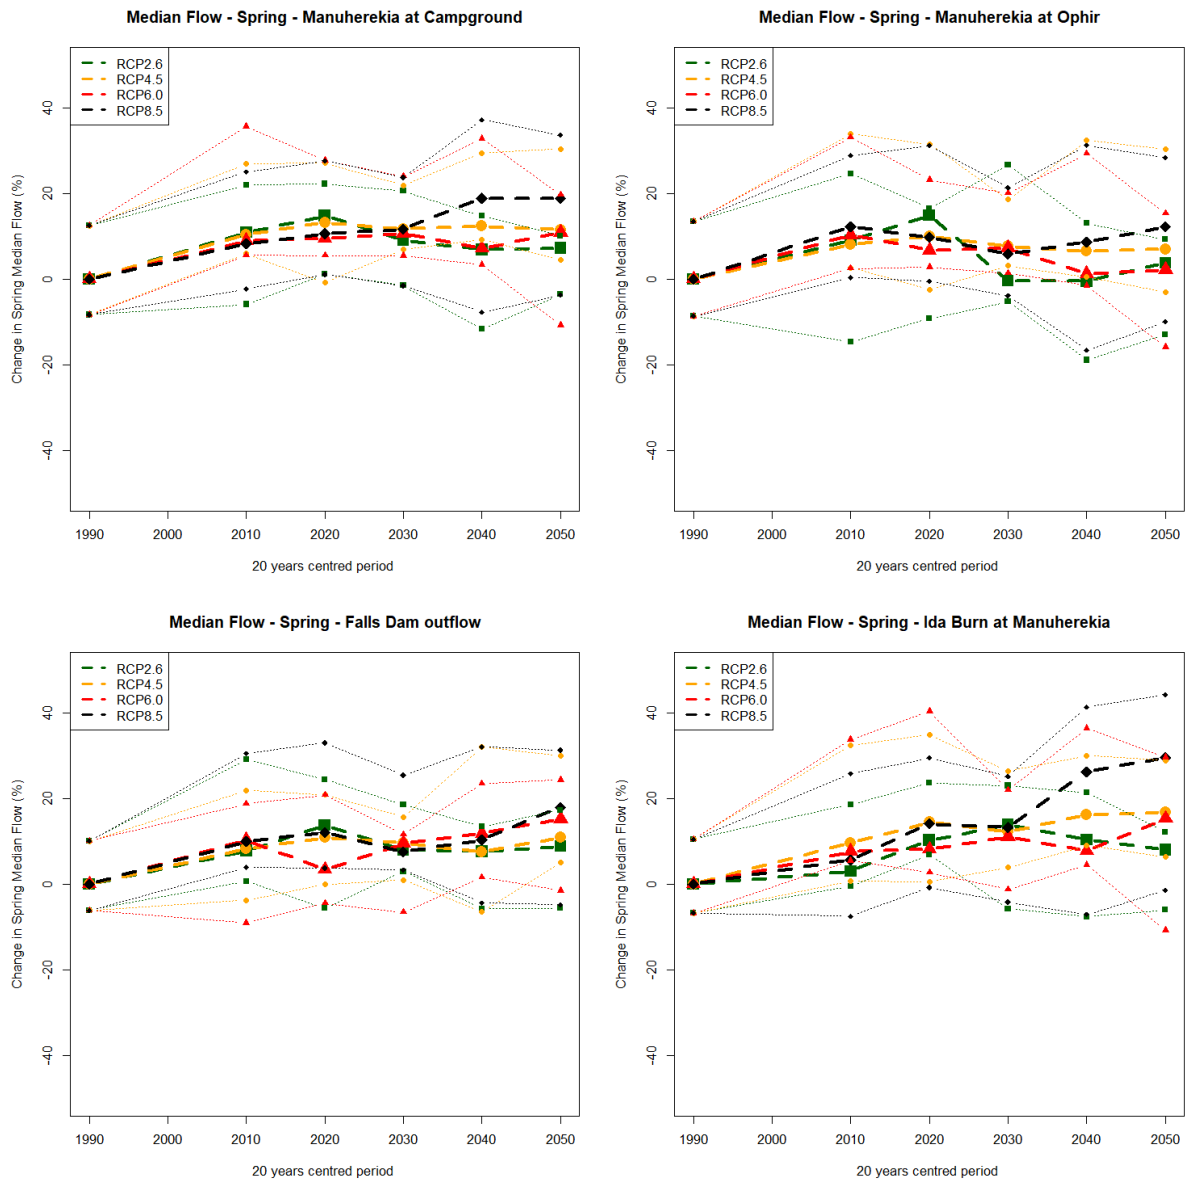 Median Flow - Spring - Manuherekia at Campground
RCP2.6
RCP4.5
RCP6.0
RCP8.5
Change in Spring Median Flow (%)
40
20
0
-20
-40
1990 2000 2010 2020 2030 2040 2050
20 years centred period
Median Flow - Spring - Manuherekia at Ophir
RCP2.6
RCP4.5
RCP6.0
RCP8.5
Change in Spring Median Flow (%)
40
20
0
-20
-40
1990 2000 2010 2020 2030 2040 2050
20 years centred period
Median Flow - Spring - Falls Dam outflow
RCP2.6
RCP4.5
RCP6.0
RCP8.5
Change in Spring Median Flow (%)
40
20
0
-20
-40
1990 2000 2010 2020 2030 2040 2050
20 years centred period
Median Flow - Spring - Ida Burn at Manuherekia
RCP2.6
RCP4.5
RCP6.0
RCP8.5
Change in Spring Median Flow (%)
40
20
0
-20
-40
1990 2000 2010 2020 2030 2040 2050
20 years centred period